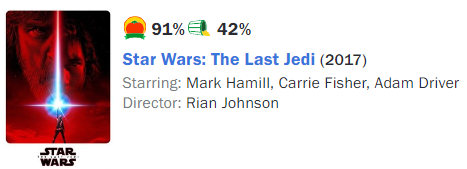 91% 42%
Star Wars: The Last Jedi (2017)
Starring: Mark Hamill, Carrie Fisher, Adam Driver
Director: Rian Johnson
STAR
WARS